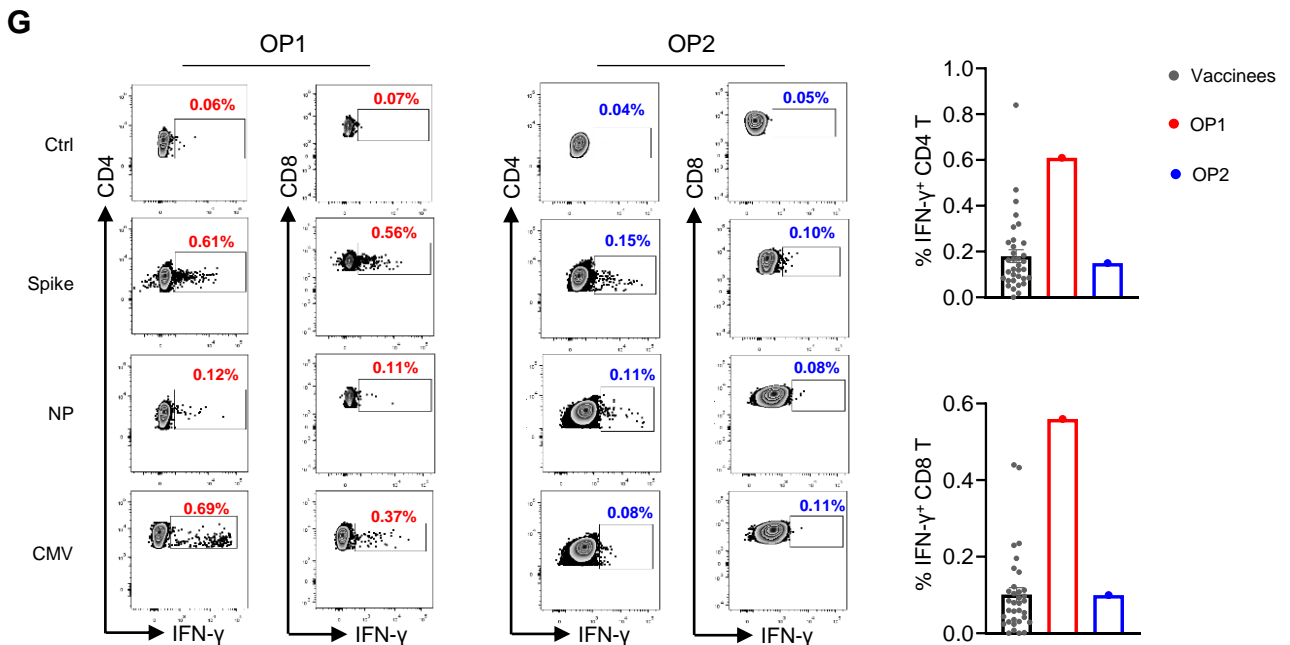 G
OP1
OP2
Ctrl
Spike
NP
CMV
CD4
CD8
CD4
CD8
0.06%
0.07%
0.04%
0.05%
0.61%
0.56%
0.15%
0.10%
0.12%
0.11%
0.11%
0.08%
0.69%
0.37%
0.08%
0.11%
IFN-γ
IFN-γ
IFN-γ
IFN-γ
% IFN-γ⁺ CD4 T
1.0
0.8
0.6
0.4
0.2
0.0
Vaccinees
OP1
OP2
% IFN-γ⁺ CD8 T
0.6
0.4
0.2
0.0